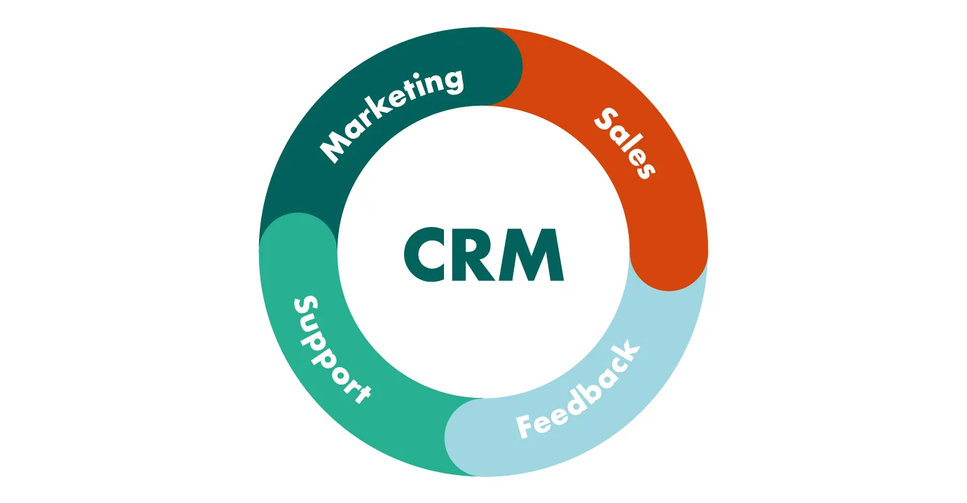 Marketing
Sales
CRM
Support
Feedback